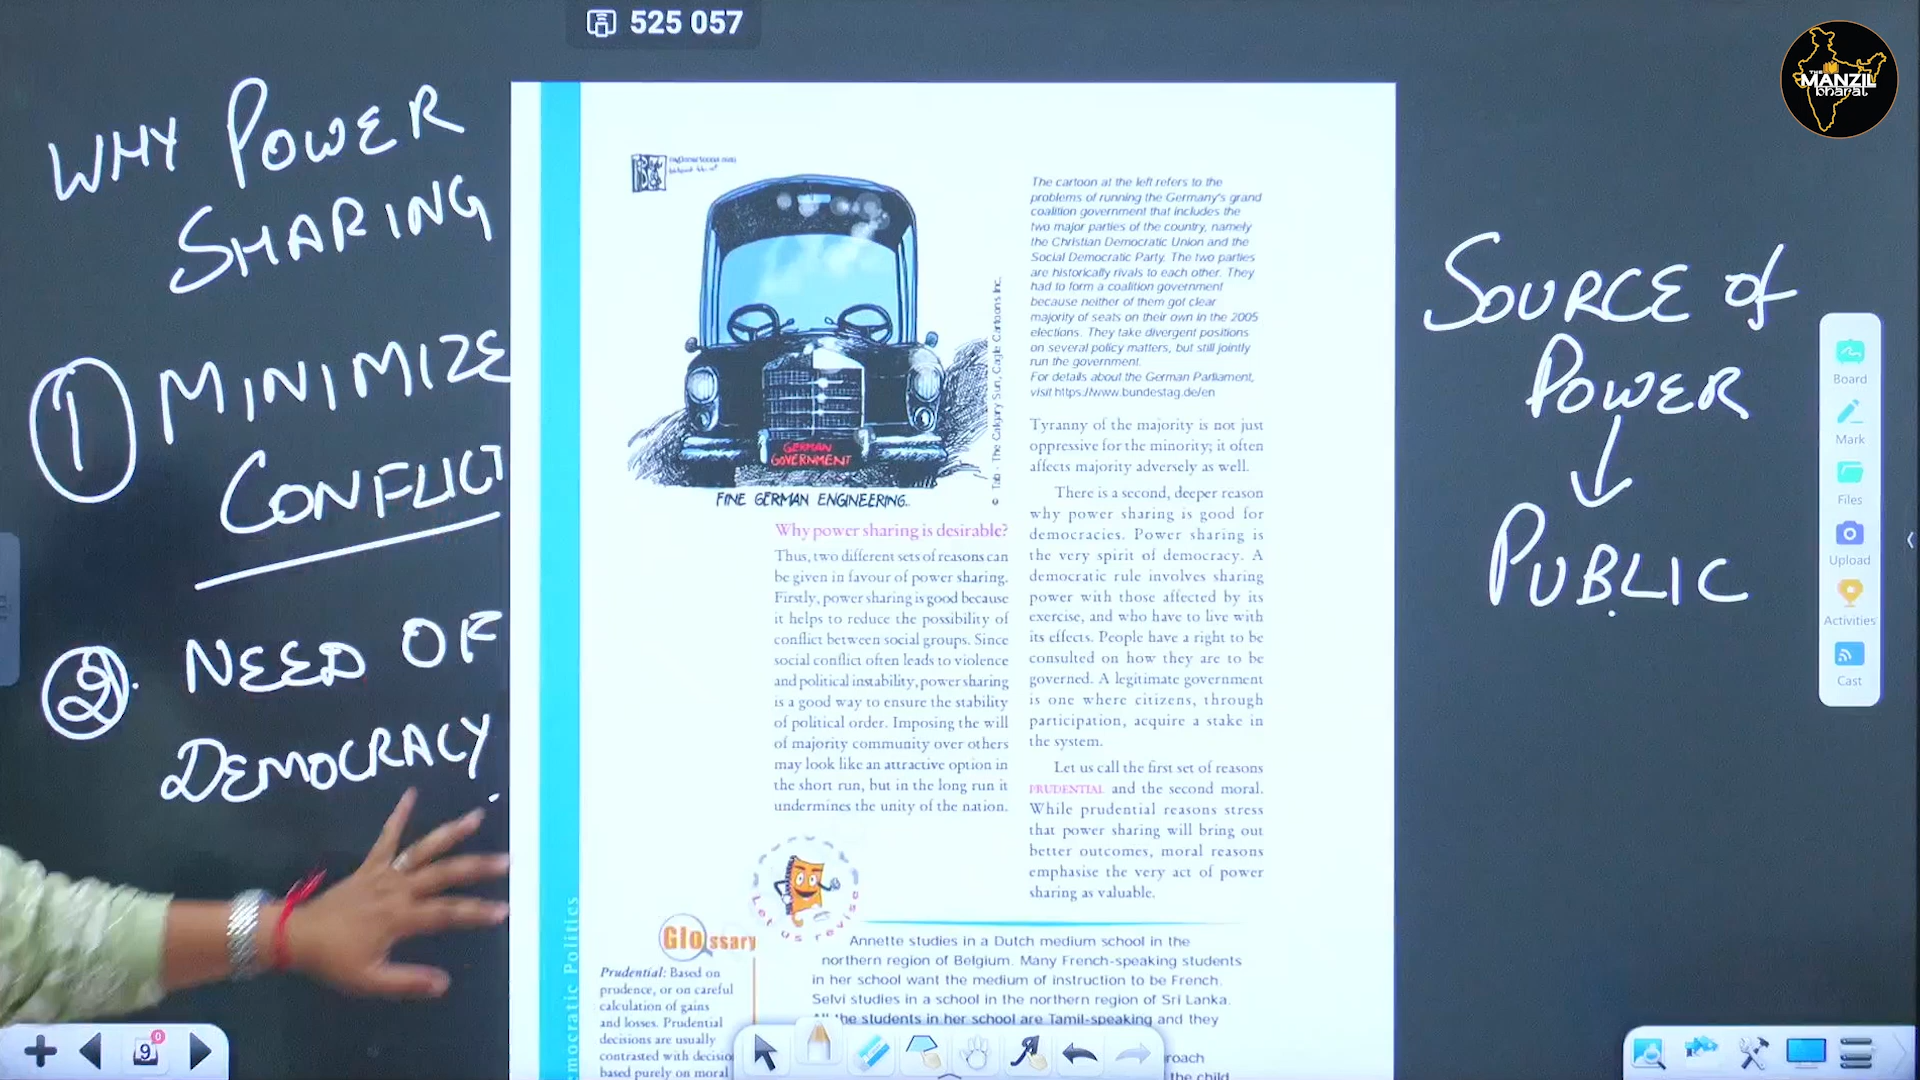 525 057
THE
MANZIL
bharat
WHY POWER
SHARING
1 MINIMIZE
CONFLICT
2. NEED OF
DEMOCRACY
GERMAN
GOVERNMENT
FINE GERMAN ENGINEERING..
© Tab - The Calgary Sun, Cagle Cartoons Inc.
Why power sharing is desirable?
Thus, two different sets of reasons can
be given in favour of power sharing.
Firstly, power sharing is good because
it helps to reduce the possibility of
conflict between social groups. Since
social conflict often leads to violence
and political instability, power sharing
is a good way to ensure the stability
of political order. Imposing the will
of majority community over others
may look like an attractive option in
the short run, but in the long run it
undermines the unity of the nation.
The cartoon at the left refers to the
problems of running the Germany's grand
coalition government that includes the
two major parties of the country, namely
the Christian Democratic Union and the
Social Democratic Party. The two parties
are historically rivals to each other. They
had to form a coalition government
because neither of them got clear
majority of seats on their own in the 2005
elections. They take divergent positions
on several policy matters, but still jointly
run the government.
For details about the German Parliament,
visit https://www.bundestag.de/en
Tyranny of the majority is not just
oppressive for the minority; it often
affects majority adversely as well.
There is a second, deeper reason
why power sharing is good for
democracies. Power sharing is
the very spirit of democracy. A
democratic rule involves sharing
power with those affected by its
exercise, and who have to live with
its effects. People have a right to be
consulted on how they are to be
governed. A legitimate government
is one where citizens, through
participation, acquire a stake in
the system.
Let us call the first set of reasons
PRUDENTIAL and the second moral.
While prudential reasons stress
that power sharing will bring out
better outcomes, moral reasons
emphasise the very act of power
sharing as valuable.
Let us revise
Glossary
Prudential: Based on
prudence, or on careful
calculation of gains
and losses. Prudential
decisions are usually
contrasted with decisio
based purely on moral
Annette studies in a Dutch medium school in the
northern region of Belgium. Many French-speaking students
in her school want the medium of instruction to be French.
Selvi studies in a school in the northern region of Sri Lanka.
All the students in her school are Tamil-speaking and they
roach
the child
mocratic Politics
SOURCE of
POWER
PUBLIC
Board
Mark
Files
Upload
Activities
Cast
9
0